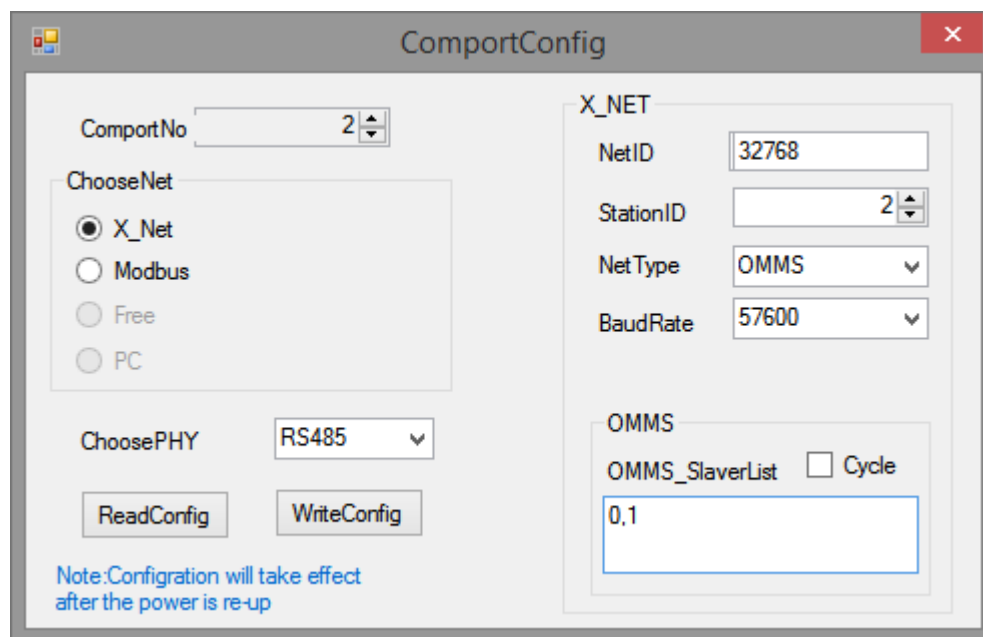 ComportConfig
ComportNo 2
ChooseNet
X_Net
Modbus
Free
PC
ChoosePHY RS485
ReadConfig WriteConfig
Note:Configration will take effect
after the power is re-up
X_NET
NetID 32768
StationID 2
NetType OMMS
BaudRate 57600
OMMS
OMMS_SlaverList Cycle
0,1